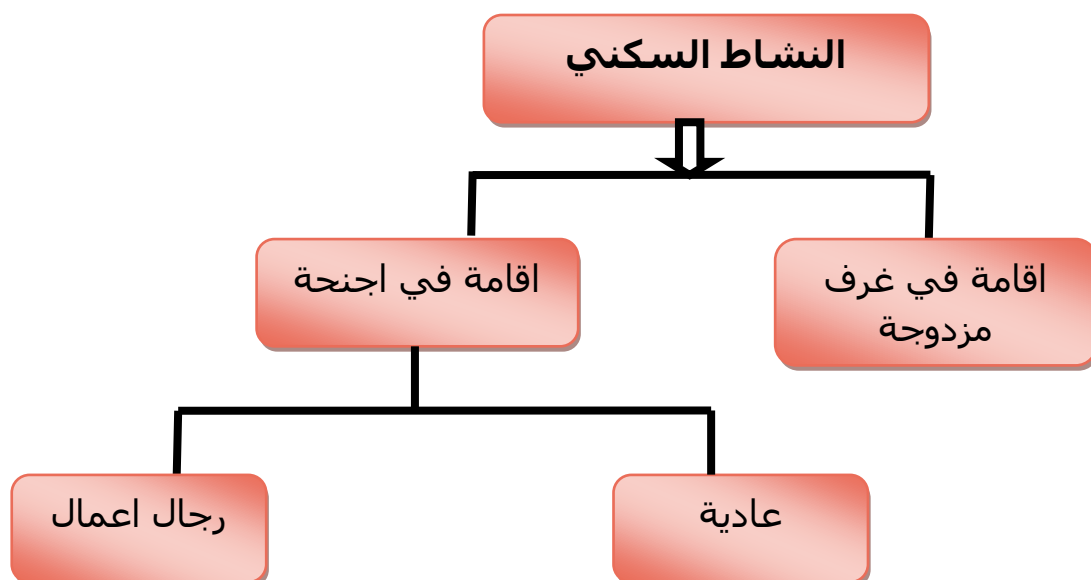 النشاط السكني
اقامة في غرف
مزدوجة
اقامة في اجنحة
عادية
رجال اعمال